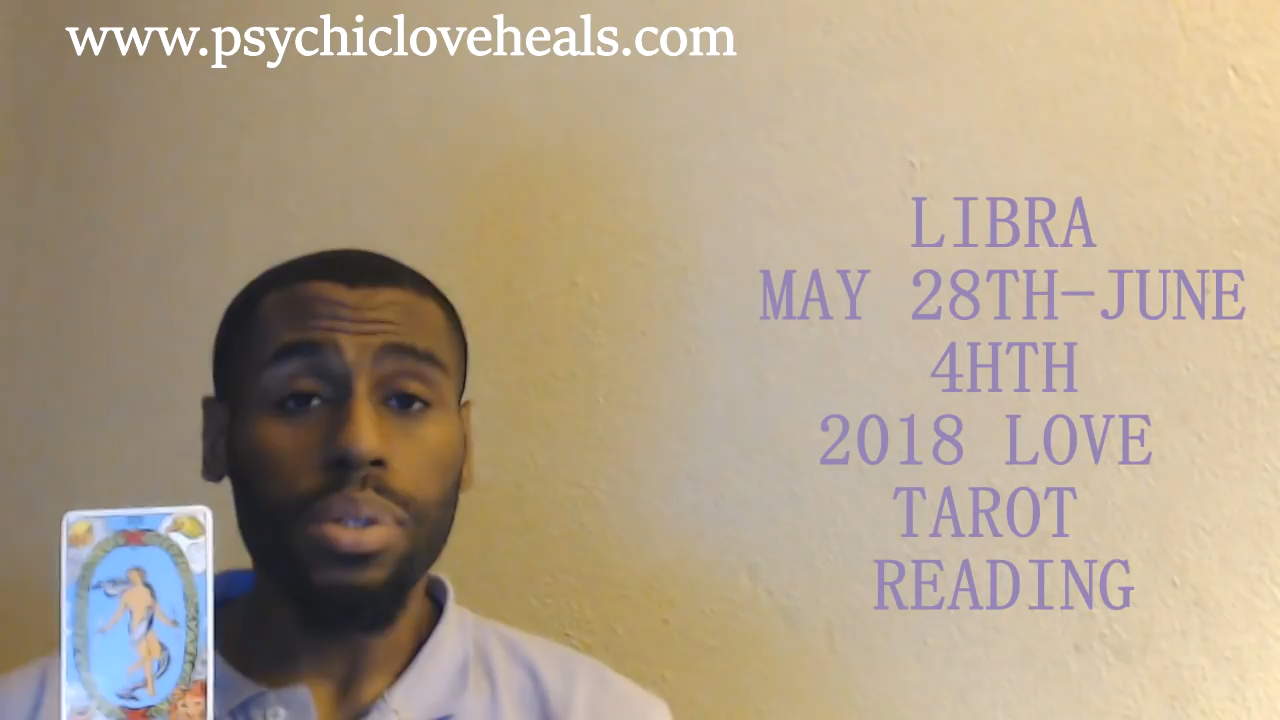 www.psychicloveheals.com
LIBRA
MAY 28TH-JUNE
4HTH
2018 LOVE
TAROT
READING